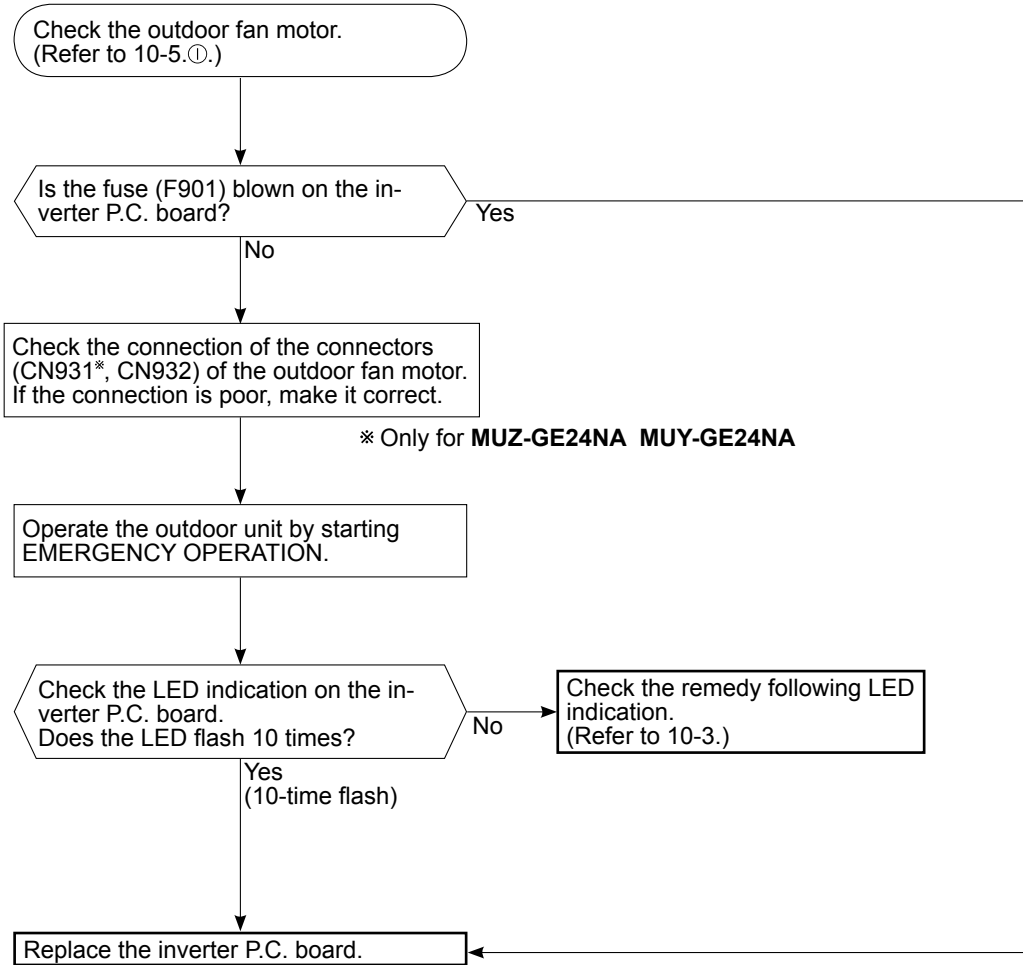 Check the outdoor fan motor.
(Refer to 10-5.Ⓘ.)
Is the fuse (F901) blown on the in-
verter P.C. board?
Yes
No
Check the connection of the connectors
(CN931※, CN932) of the outdoor fan motor.
If the connection is poor, make it correct.
※ Only for MUZ-GE24NA MUY-GE24NA
Operate the outdoor unit by starting
EMERGENCY OPERATION.
Check the LED indication on the in-
verter P.C. board.
Does the LED flash 10 times?
No
Check the remedy following LED
indication.
(Refer to 10-3.)
Yes
(10-time flash)
Replace the inverter P.C. board.